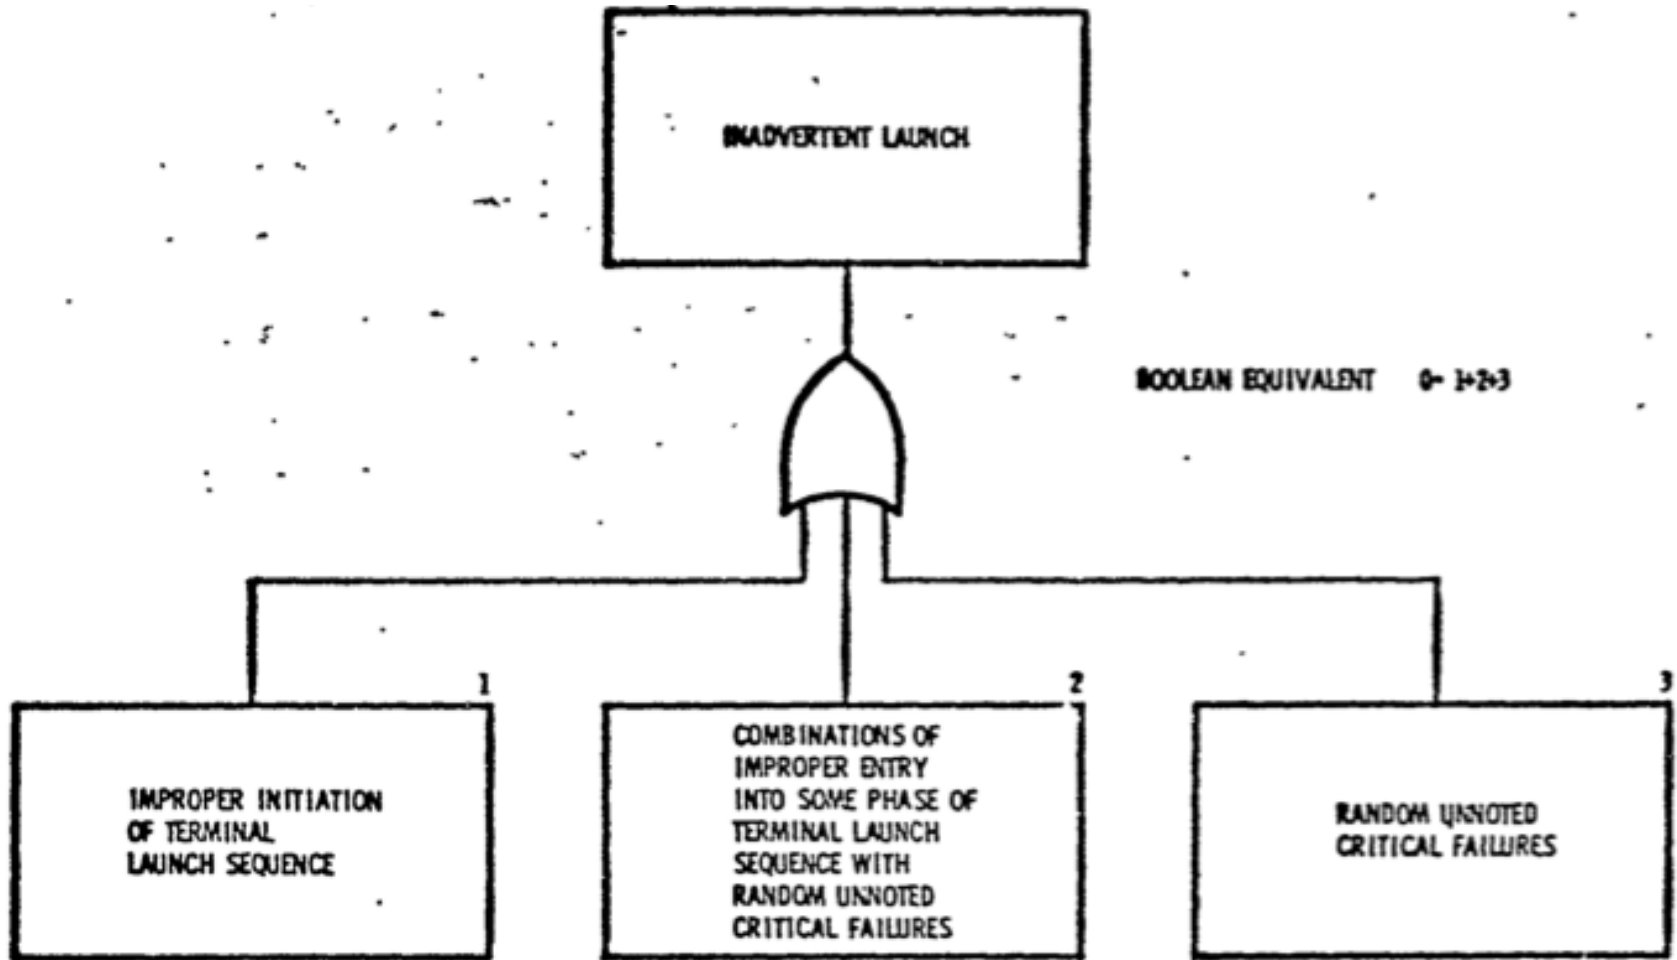 INADVERTENT LAUNCH
BOOLEAN EQUIVALENT 0= 1+2+3
1
IMPROPER INITIATION
OF TERMINAL
LAUNCH SEQUENCE
2
COMBINATIONS OF
IMPROPER ENTRY
INTO SOME PHASE OF
TERMINAL LAUNCH
SEQUENCE WITH
RANDOM UNNOTED
CRITICAL FAILURES
3
RANDOM UNNOTED
CRITICAL FAILURES